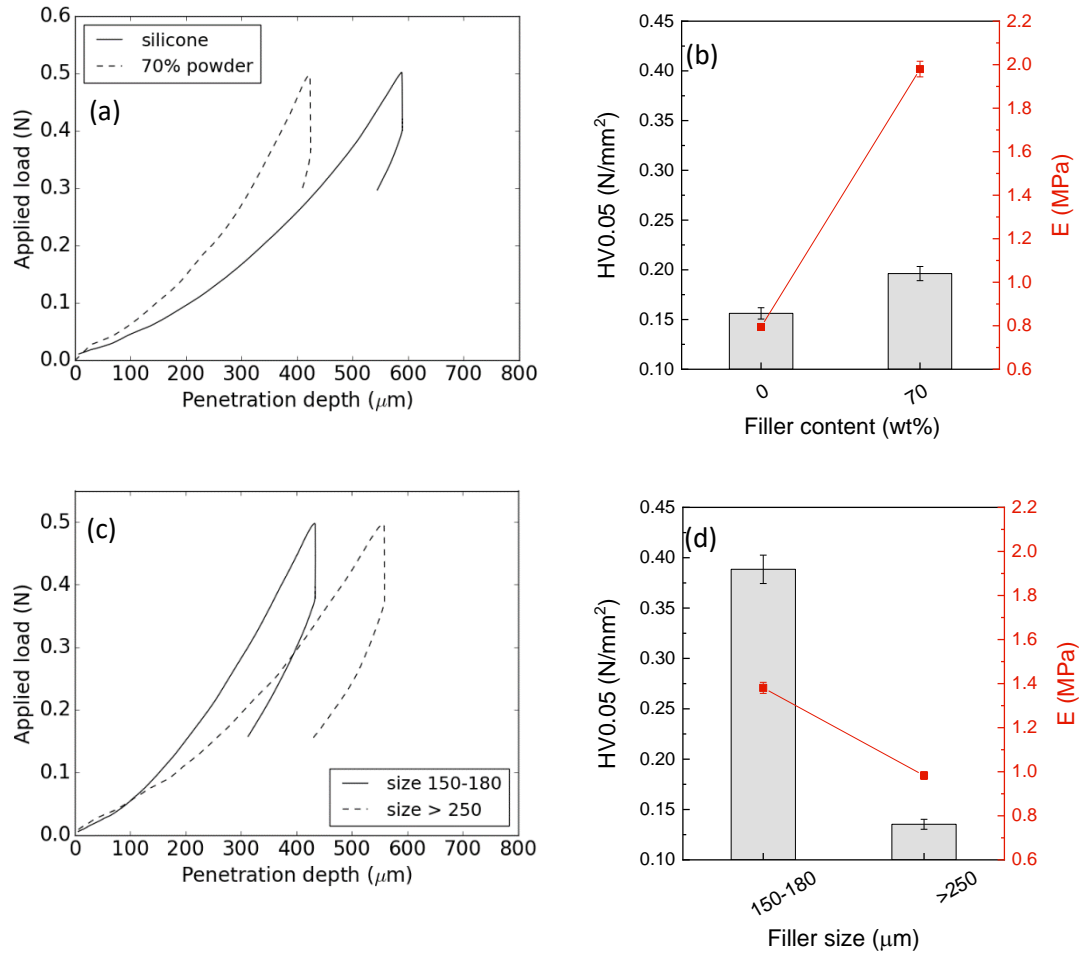 0.6
0.5
0.4
0.3
0.2
0.1
0.0
silicone
70% powder
(a)
Applied load (N)
0 100 200 300 400 500 600 700 800
Penetration depth (μm)
(b)
0.45
0.40
0.35
0.30
0.25
0.20
0.15
0.10
HV0.05 (N/mm²)
2.2
2.0
1.8
1.6
1.4
1.2
1.0
0.8
0.6
E (MPa)
0 70
Filler content (wt%)
(c)
0.5
0.4
0.3
0.2
0.1
0.0
Applied load (N)
size 150-180
size > 250
0 100 200 300 400 500 600 700 800
Penetration depth (μm)
(d)
0.45
0.40
0.35
0.30
0.25
0.20
0.15
0.10
HV0.05 (N/mm²)
2.2
2.0
1.8
1.6
1.4
1.2
1.0
0.8
0.6
E (MPa)
150-180 >250
Filler size (μm)